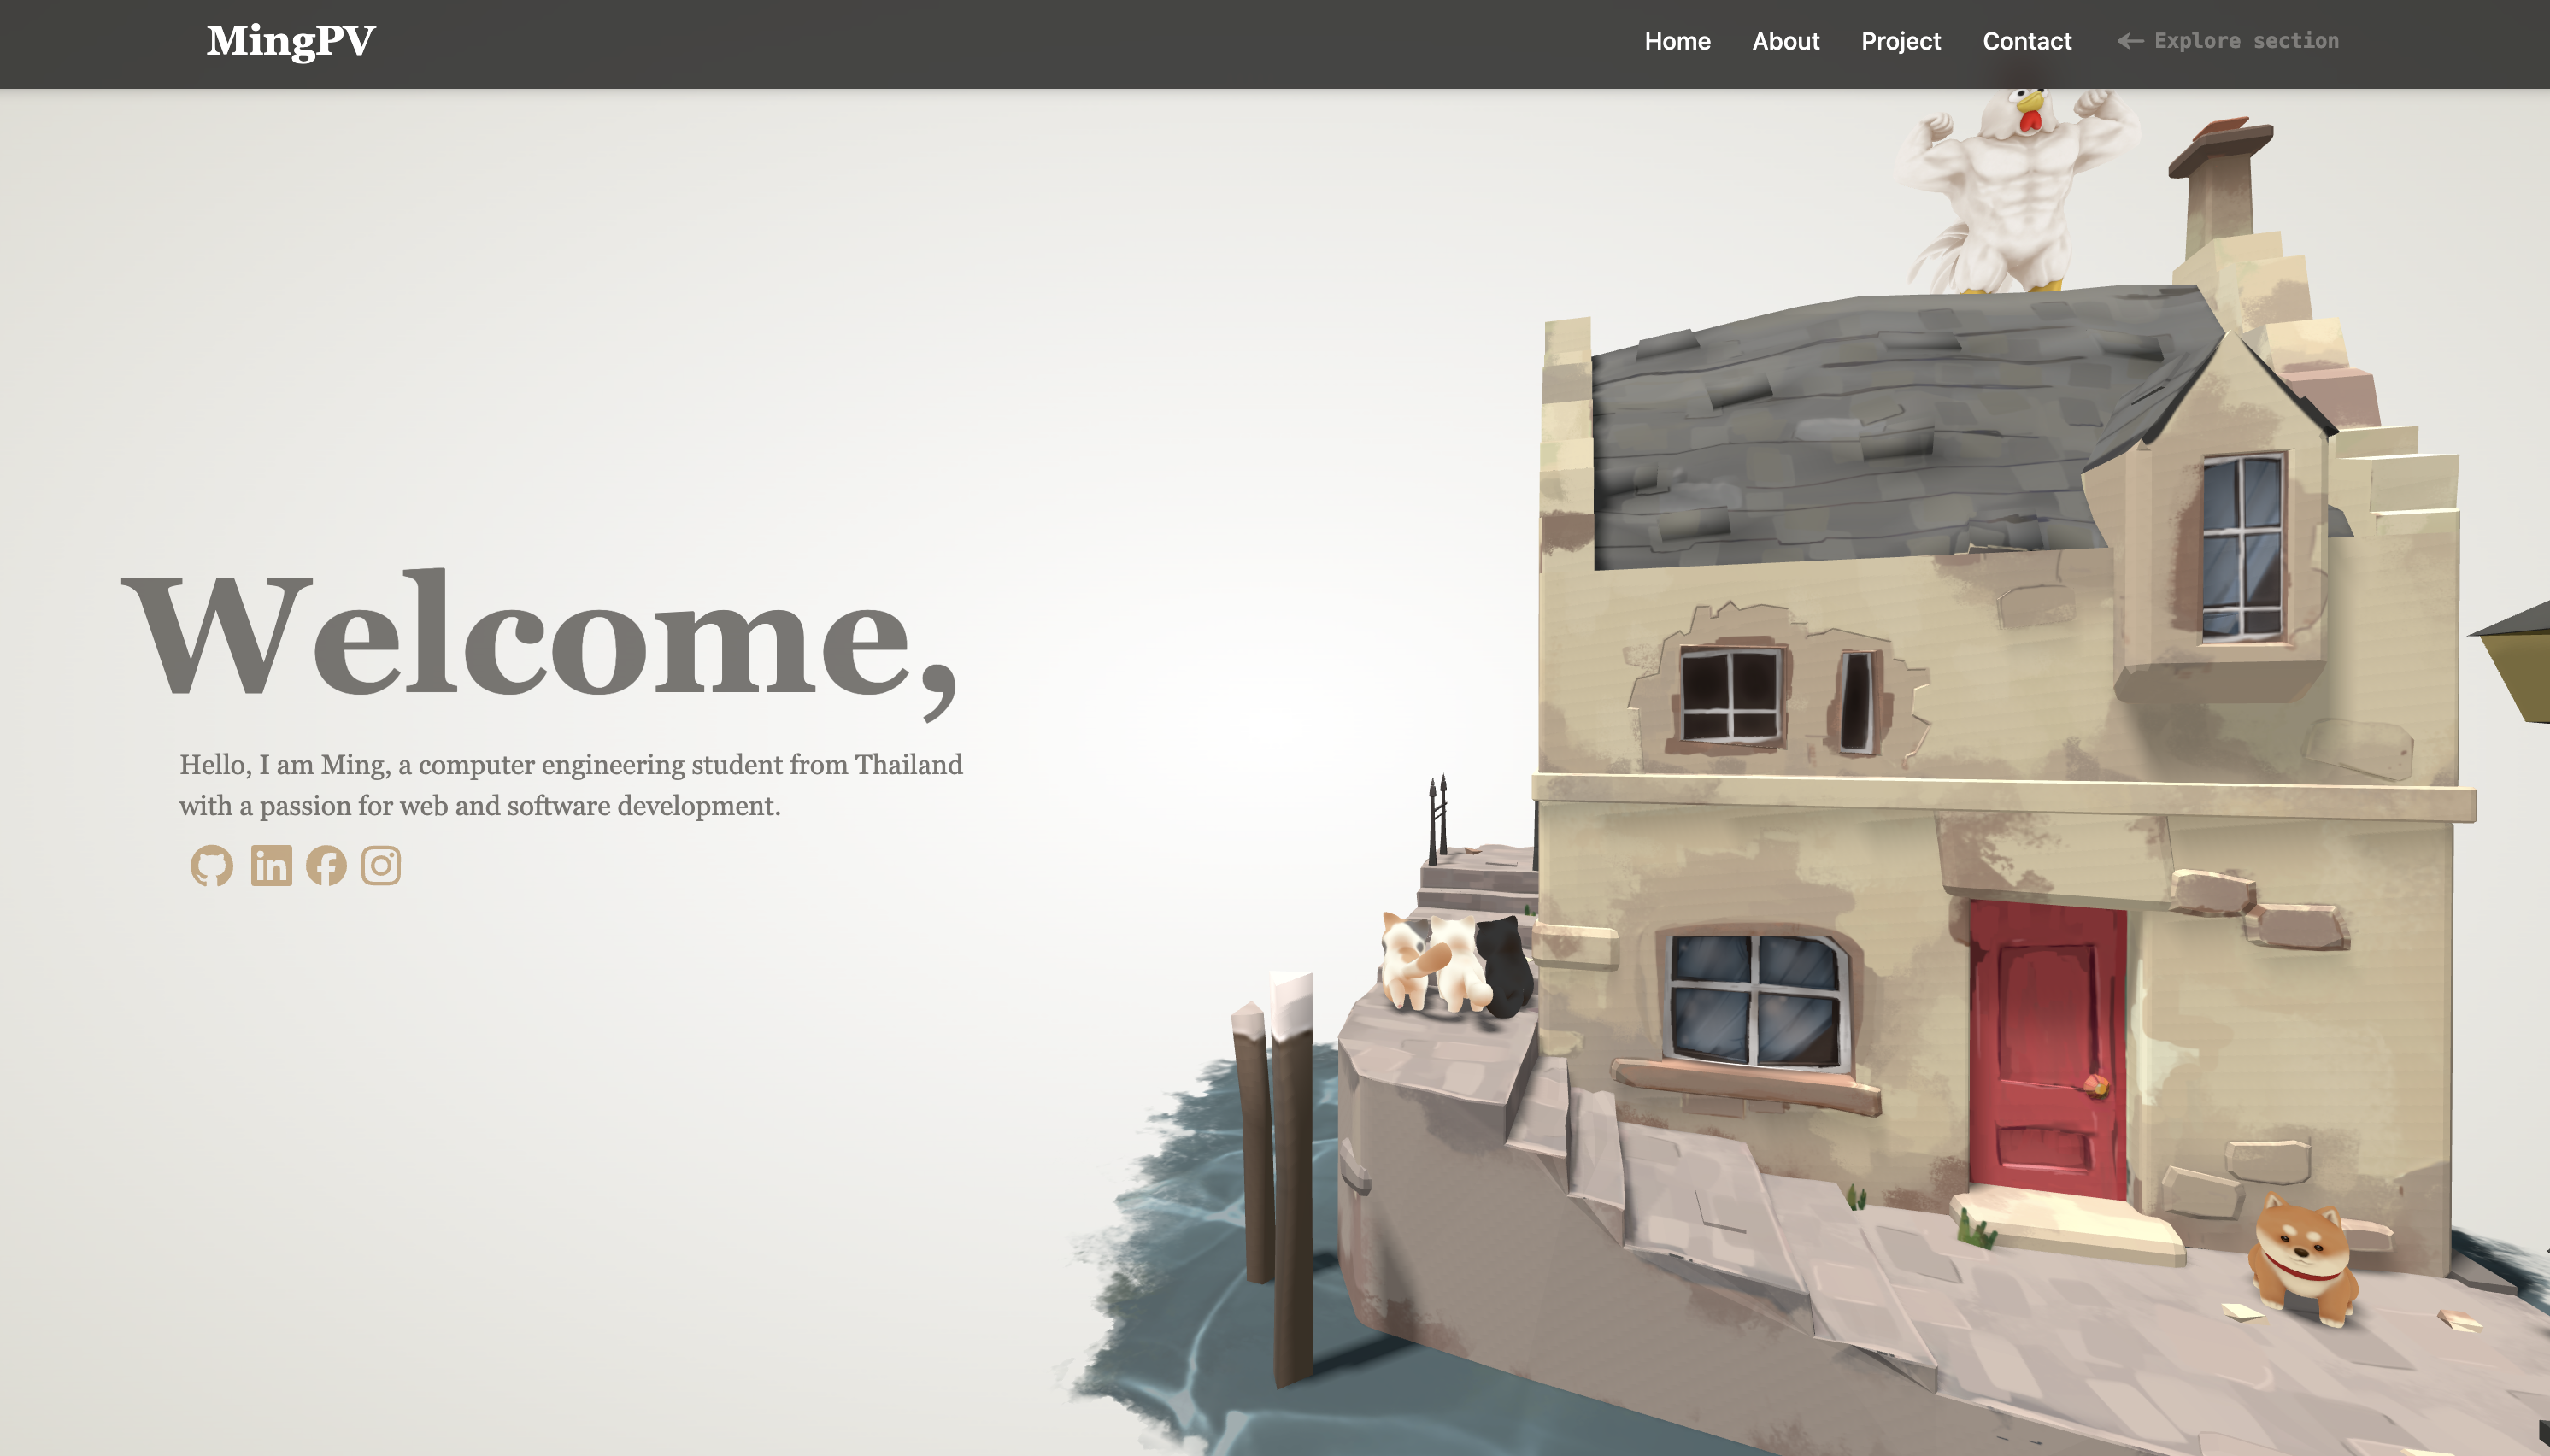 MingPV
Home About Project Contact ← Explore section
Welcome,
Hello, I am Ming, a computer engineering student from Thailand
with a passion for web and software development.